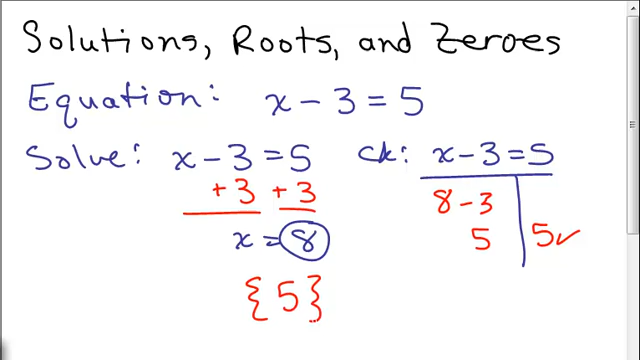 Solutions, Roots, and Zeroes
Equation: x - 3 = 5
Solve: x - 3 = 5 ck: x - 3 = 5
+ 3 + 3 8 - 3
x = 8 5 5✓
{5}